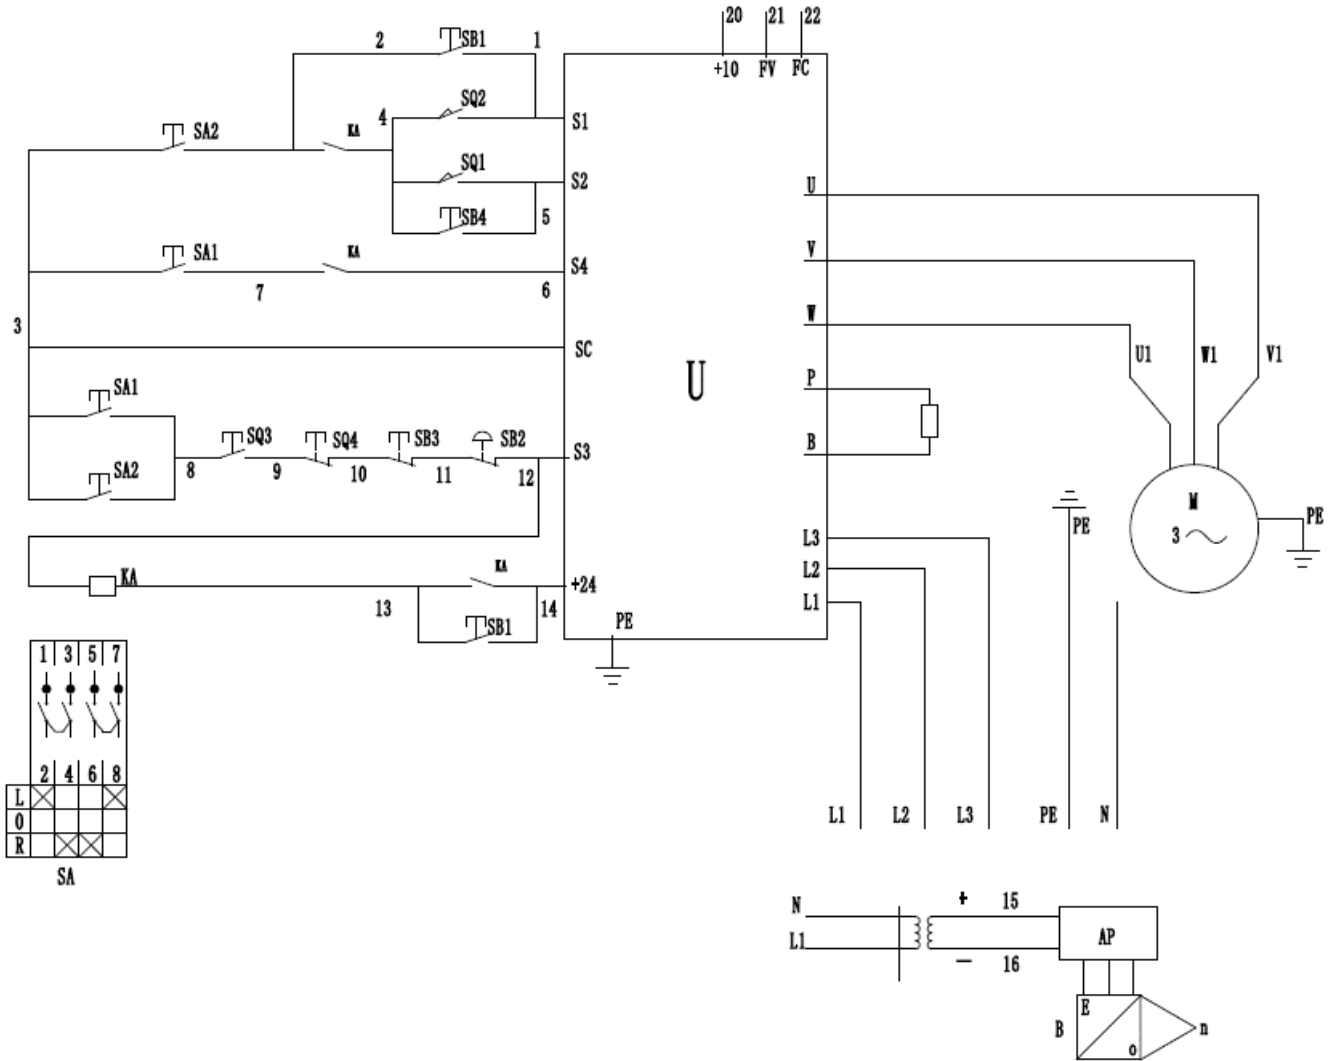 20 21 22
2 SB1 1
+10 FV FC
SQ2
4
SA2 KA S1
SQ1
S2
U
SB4 5
SA1 KA V
S4
7 6
3 W
SC
U1 W1 V1
U
P
SA1
B
SQ3 SQ4 SB3 SB2
S3
SA2 8 9 10 11 12
M
PE PE
3
L3
KA L2
KA +24
L1
13 14
SB1 PE
1 3 5 7
2 4 6 8
L
0
R
SA
L1 L2 L3 PE N
N + 15
AP
L1
— 16
E
B n
o